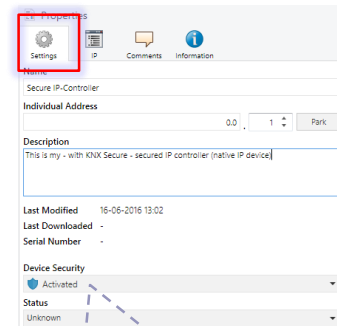 Properties
Settings IP Comments Information
Name
Secure IP-Controller
Individual Address
0.0 . 1 Park
Description
This is my - with KNX Secure - secured IP controller (native IP device)
Last Modified 16-06-2016 13:02
Last Downloaded -
Serial Number -
Device Security
Activated
Status
Unknown